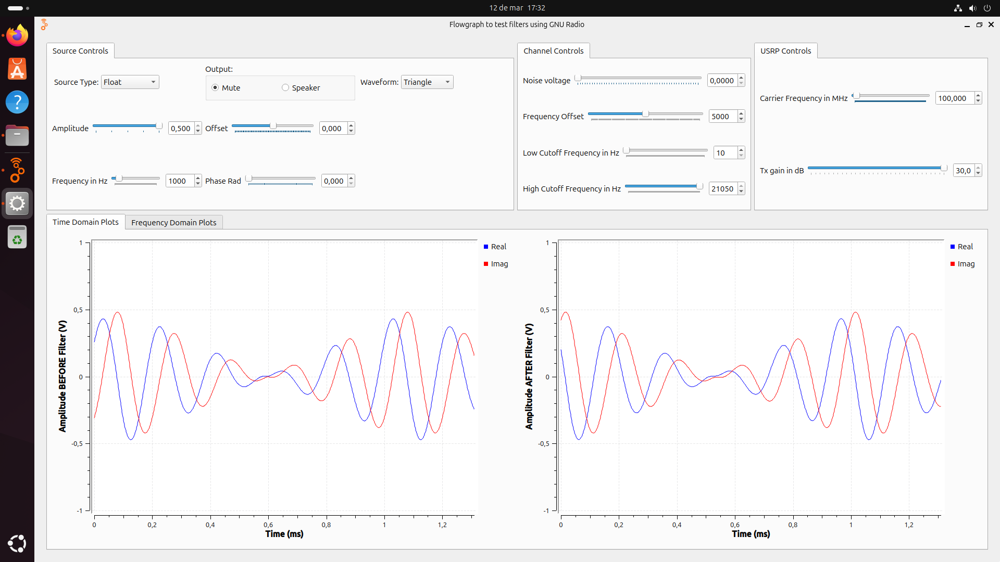 12 de mar 17:32
Flowgraph to test filters using GNU Radio
Source Controls
Source Type: Float
Output:
Mute
Speaker
Waveform: Triangle
Amplitude 0,500
Offset 0,000
Frequency in Hz 1000
Phase Rad 0,000
Channel Controls
Noise voltage 0,0000
Frequency Offset 5000
Low Cutoff Frequency in Hz 10
High Cutoff Frequency in Hz 21050
USRP Controls
Carrier Frequency in MHz 100,000
Tx gain in dB 30,0
Time Domain Plots
Frequency Domain Plots
Amplitude BEFORE Filter (V)
1
0,5
0
-0,5
-1
0 0,2 0,4 0,6 0,8 1 1,2
Time (ms)
Real
Imag
Amplitude AFTER Filter (V)
1
0,5
0
-0,5
-1
0 0,2 0,4 0,6 0,8 1 1,2
Time (ms)
Real
Imag